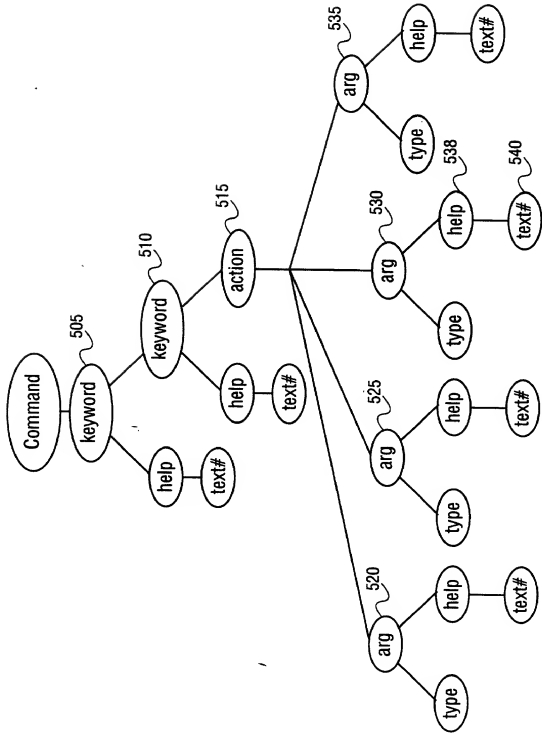 Command
keyword 505
keyword 510
help
text#
action 515
help
text#
arg 520
type
help
text#
arg 525
type
help
text#
arg 530
type
help 538
text# 540
arg 535
type
help
text#